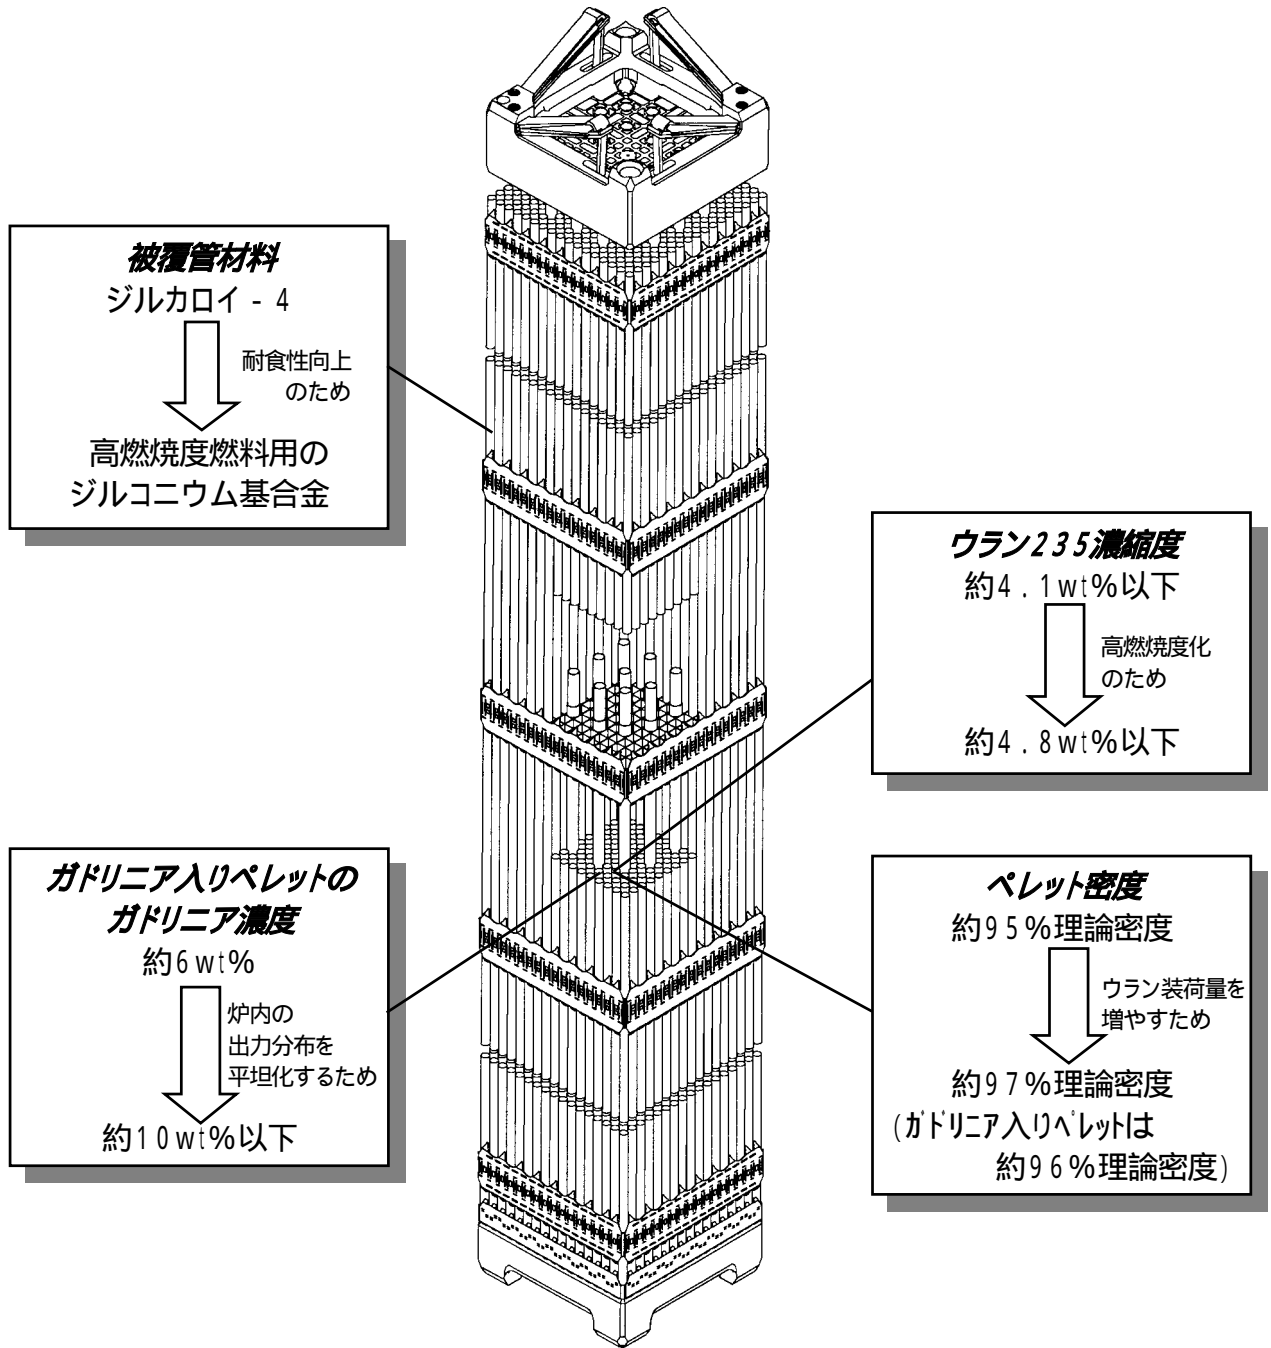 被覆管材料
ジルカロイ - 4
耐食性向上
のため
高燃焼度燃料用の
ジルコニウム基合金
ウラン235濃縮度
約4.1wt%以下
高燃焼度化
のため
約4.8wt%以下
ガドリニア入りペレットの
ガドリニア濃度
約6wt%
炉内の
出力分布を
平坦化するため
約10wt%以下
ペレット密度
約95%理論密度
ウラン装荷量を
増やすため
約97%理論密度
(ガドリニア入りペレットは
約96%理論密度)